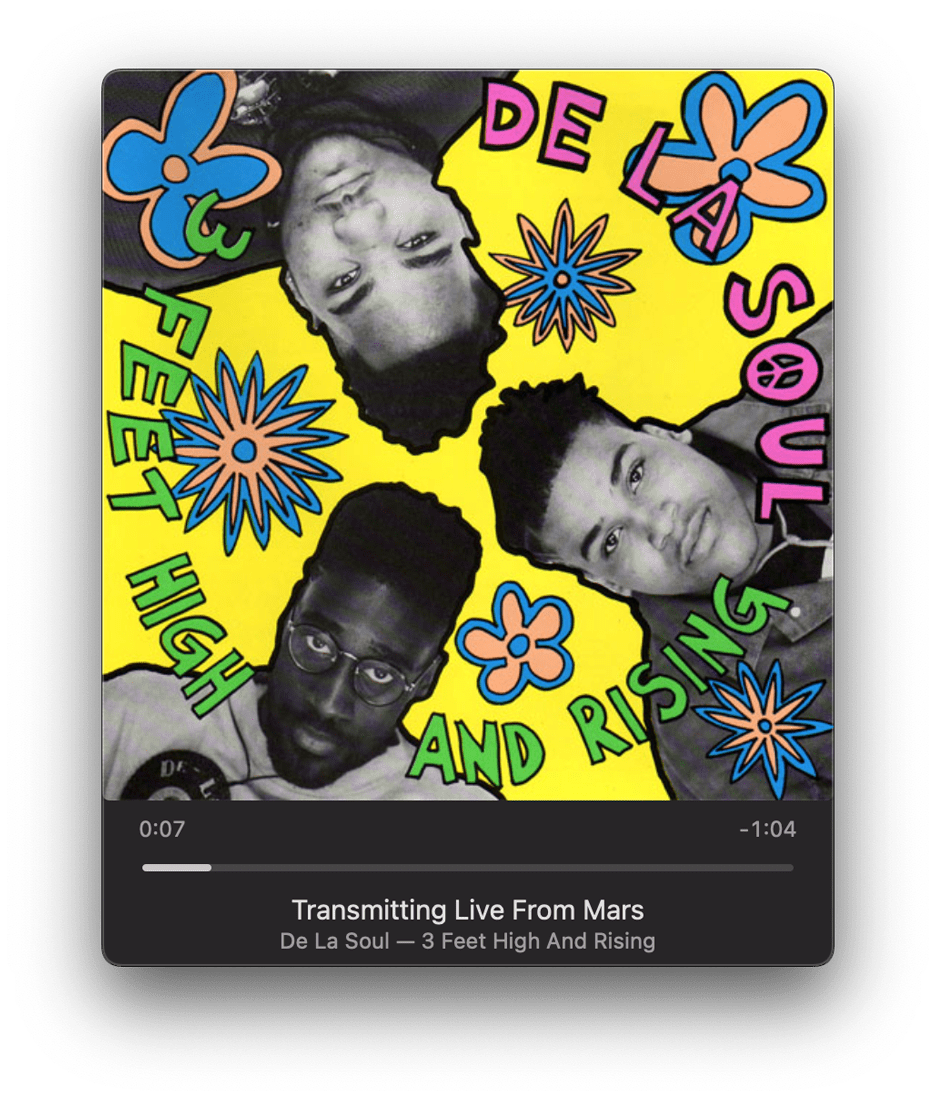 DE LA SOUL
3 FEET HIGH AND RISING
DE-L
0:07
-1:04
Transmitting Live From Mars
De La Soul — 3 Feet High And Rising